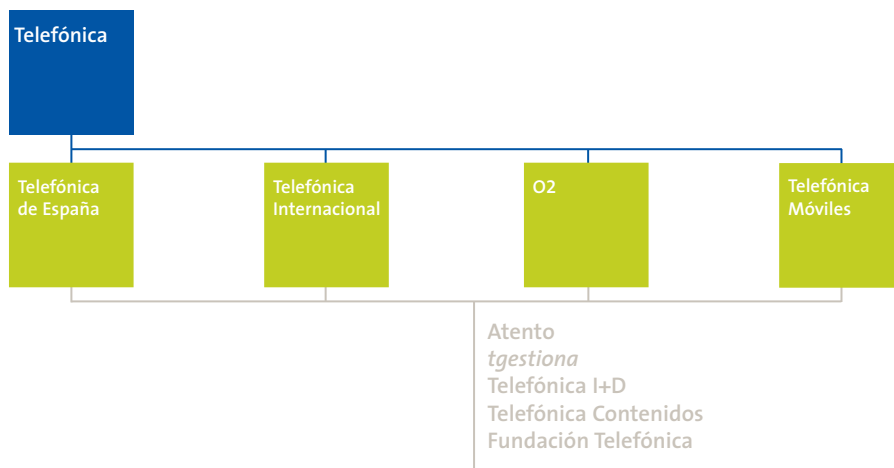 Telefónica
Telefónica
de España
Telefónica
Internacional
O2
Telefónica
Móviles
Atento
tgestiona
Telefónica I+D
Telefónica Contenidos
Fundación Telefónica